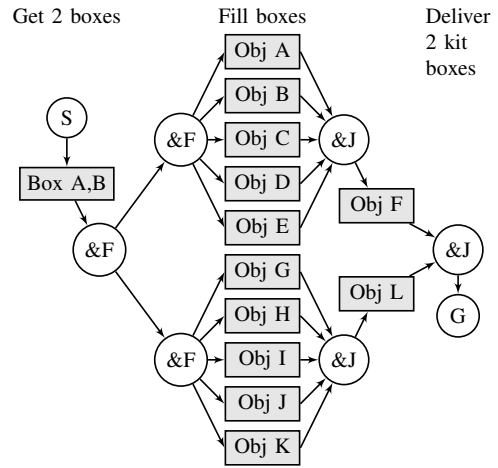 Get 2 boxes
Fill boxes
Deliver
2 kit
boxes
S
Box A,B
&F
&F
Obj A
Obj B
Obj C
Obj D
Obj E
&J
Obj F
&F
Obj G
Obj H
Obj I
Obj J
Obj K
&J
Obj L
&J
G